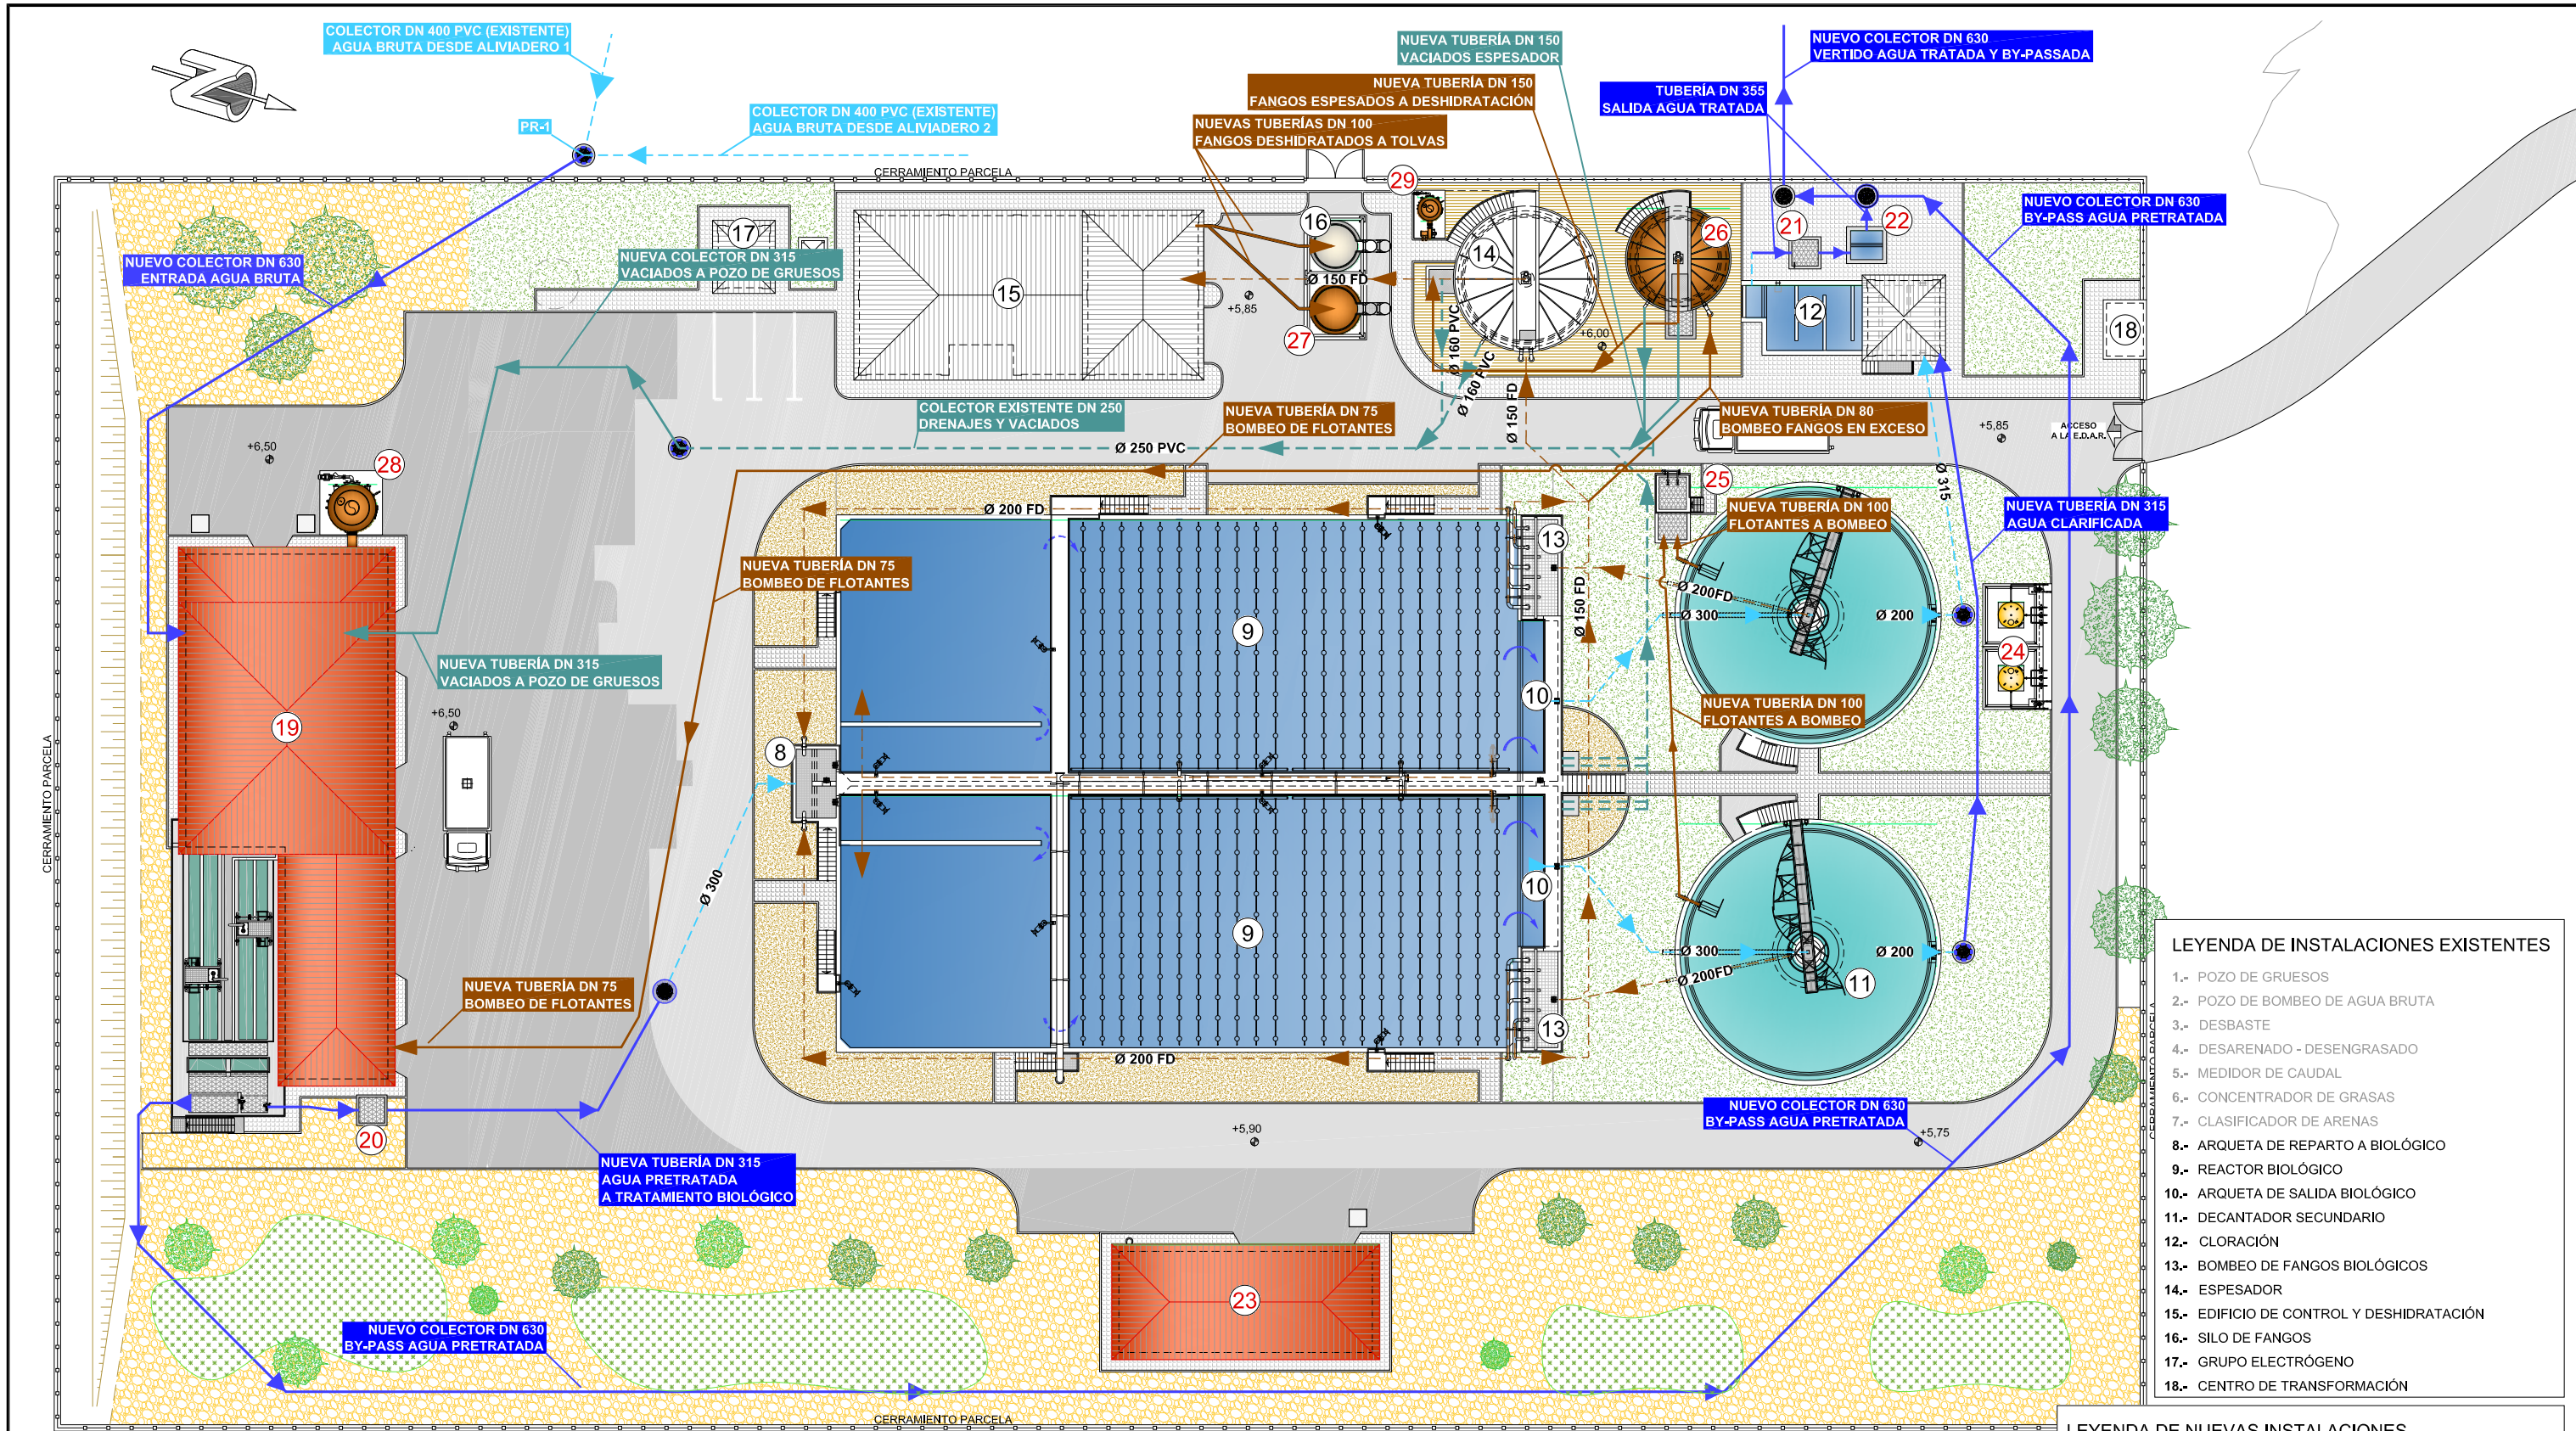 COLECTOR DN 400 PVC (EXISTENTE)
AGUA BRUTA DESDE ALIVIADERO 1
NUEVA TUBERÍA DN 150
VACIADOS ESPESADOR
NUEVO COLECTOR DN 630
VERTIDO AGUA TRATADA Y BY-PASSADA
NUEVA TUBERÍA DN 150
FANGOS ESPESADOS A DESHIDRATACIÓN
TUBERÍA DN 355
SALIDA AGUA TRATADA
PR-1
COLECTOR DN 400 PVC (EXISTENTE)
AGUA BRUTA DESDE ALIVIADERO 2
NUEVAS TUBERÍAS DN 100
FANGOS DESHIDRATADOS A TOLVAS
CERRAMIENTO PARCELA
29
NUEVO COLECTOR DN 630
BY-PASS AGUA PRETRATADA
17
16
14
26
21
22
NUEVO COLECTOR DN 630
ENTRADA AGUA BRUTA
NUEVA COLECTOR DN 315
VACIADOS A POZO DE GRUESOS
15
Ø 150 FD
+5,85
27
12
18
+6,00
Ø 160 PVC
Ø 160 PVC
COLECTOR EXISTENTE DN 250
DRENAJES Y VACIADOS
NUEVA TUBERÍA DN 75
BOMBEO DE FLOTANTES
Ø 150 FD
NUEVA TUBERÍA DN 80
BOMBEO FANGOS EN EXCESO
+5,85
ACCESO
A LA E.D.A.R.
+6,50
Ø 250 PVC
28
25
Ø 315
Ø 200 FD
NUEVA TUBERÍA DN 100
FLOTANTES A BOMBEO
NUEVA TUBERÍA DN 315
AGUA CLARIFICADA
13
NUEVA TUBERÍA DN 75
BOMBEO DE FLOTANTES
Ø 200FD
Ø 150 FD
Ø 300
Ø 200
9
24
NUEVA TUBERÍA DN 315
VACIADOS A POZO DE GRUESOS
10
NUEVA TUBERÍA DN 100
FLOTANTES A BOMBEO
19
+6,50
8
CERRAMIENTO PARCELA
Ø 300
10
9
Ø 300
Ø 200
Ø 200FD
11
NUEVA TUBERÍA DN 75
BOMBEO DE FLOTANTES
13
Ø 200 FD
CERRAMIENTO PARCELA
20
+5,90
NUEVO COLECTOR DN 630
BY-PASS AGUA PRETRATADA
+5,75
NUEVA TUBERÍA DN 315
AGUA PRETRATADA
A TRATAMIENTO BIOLÓGICO
23
NUEVO COLECTOR DN 630
BY-PASS AGUA PRETRATADA
CERRAMIENTO PARCELA
LEYENDA DE INSTALACIONES EXISTENTES
1.- POZO DE GRUESOS
2.- POZO DE BOMBEO DE AGUA BRUTA
3.- DESBASTE
4.- DESARENADO - DESENGRASADO
5.- MEDIDOR DE CAUDAL
6.- CONCENTRADOR DE GRASAS
7.- CLASIFICADOR DE ARENAS
8.- ARQUETA DE REPARTO A BIOLÓGICO
9.- REACTOR BIOLÓGICO
10.- ARQUETA DE SALIDA BIOLÓGICO
11.- DECANTADOR SECUNDARIO
12.- CLORACIÓN
13.- BOMBEO DE FANGOS BIOLÓGICOS
14.- ESPESADOR
15.- EDIFICIO DE CONTROL Y DESHIDRATACIÓN
16.- SILO DE FANGOS
17.- GRUPO ELECTRÓGENO
18.- CENTRO DE TRANSFORMACIÓN
LEYENDA DE NUEVAS INSTALACIONES